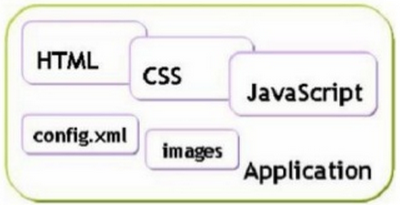 HTML
CSS
JavaScript
config.xml
images
Application